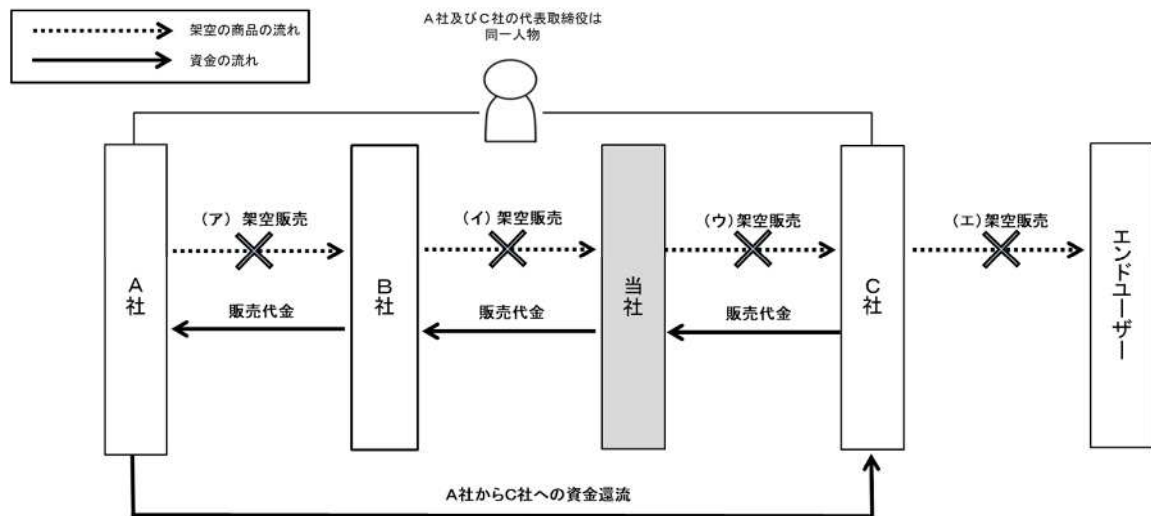 A社及びC社の代表取締役は
同一人物
架空の商品の流れ
資金の流れ
(ア) 架空販売
(イ) 架空販売
(ウ)架空販売
(エ)架空販売
A社
B社
当社
C社
エンドユーザー
販売代金
販売代金
販売代金
A社からC社への資金還流